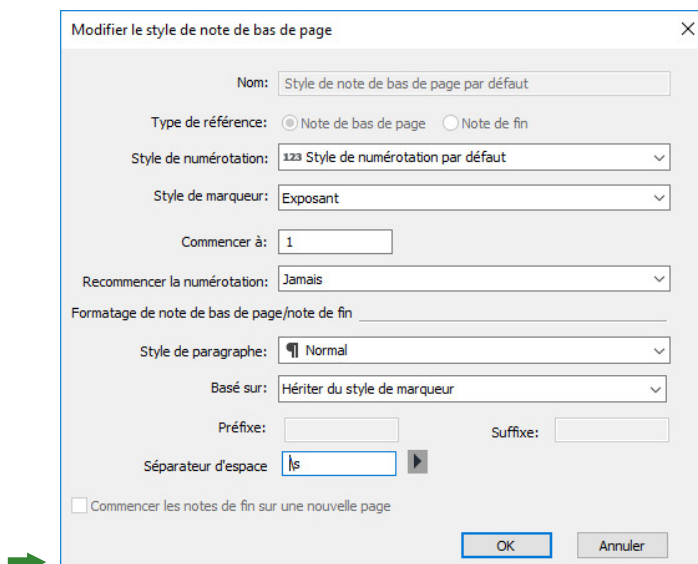 Modifier le style de note de bas de page
Nom: Style de note de bas de page par défaut
Type de référence: Note de bas de page Note de fin
Style de numérotation: 123 Style de numérotation par défaut
Style de marqueur: Exposant
Commencer à: 1
Recommencer la numérotation: Jamais
Formatage de note de bas de page/note de fin
Style de paragraphe: ¶ Normal
Basé sur: Hériter du style de marqueur
Préfixe: Suffixe:
Séparateur d'espace \s
Commencer les notes de fin sur une nouvelle page
OK Annuler